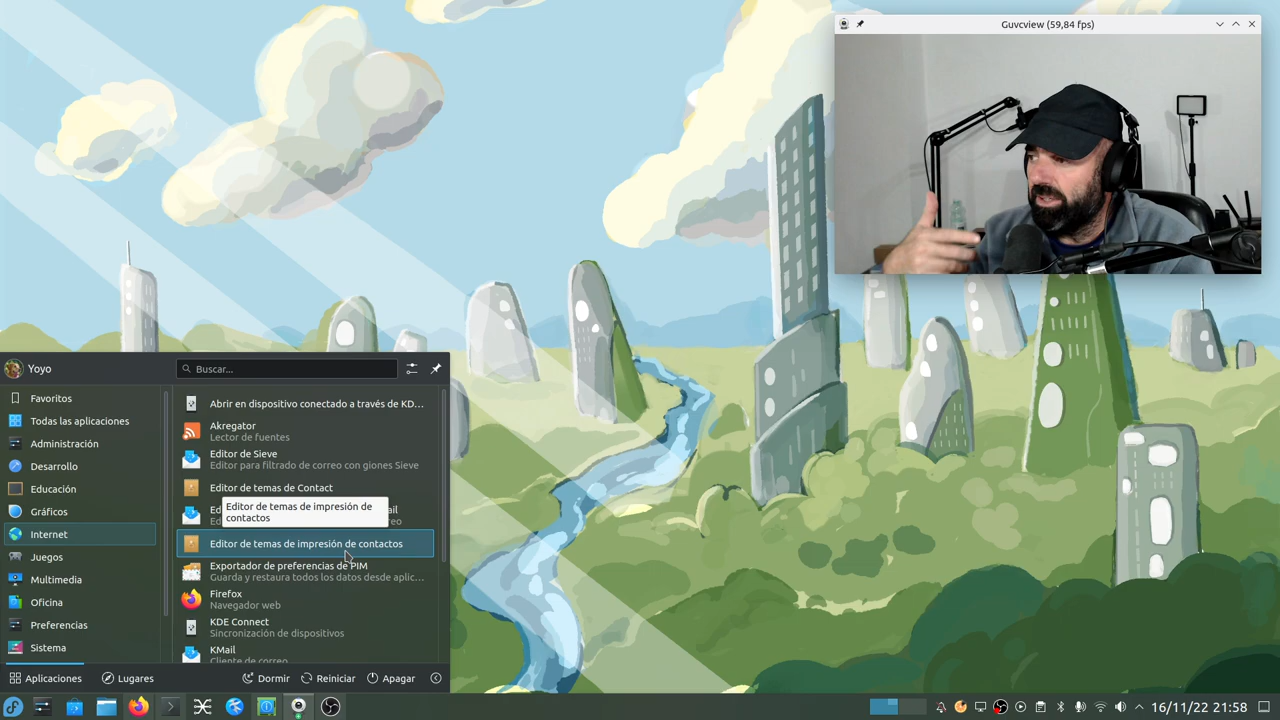 Guvcview (59,84 fps)
Yoyo
Buscar...
Favoritos
Todas las aplicaciones
Administración
Desarrollo
Educación
Gráficos
Internet
Juegos
Multimedia
Oficina
Preferencias
Sistema
Abrir en dispositivo conectado a través de KD...
Akregator
Lector de fuentes
Editor de Sieve
Editor para filtrado de correo con giones Sieve
Editor de temas de Contact
Editor de temas de impresión de
contactos
Editor de temas de impresión de contactos
Exportador de preferencias de PIM
Guarda y restaura todos los datos desde aplic...
Firefox
Navegador web
KDE Connect
Sincronización de dispositivos
KMail
Cliente de correo
Aplicaciones
Lugares
Dormir
Reiniciar
Apagar
16/11/22 21:58